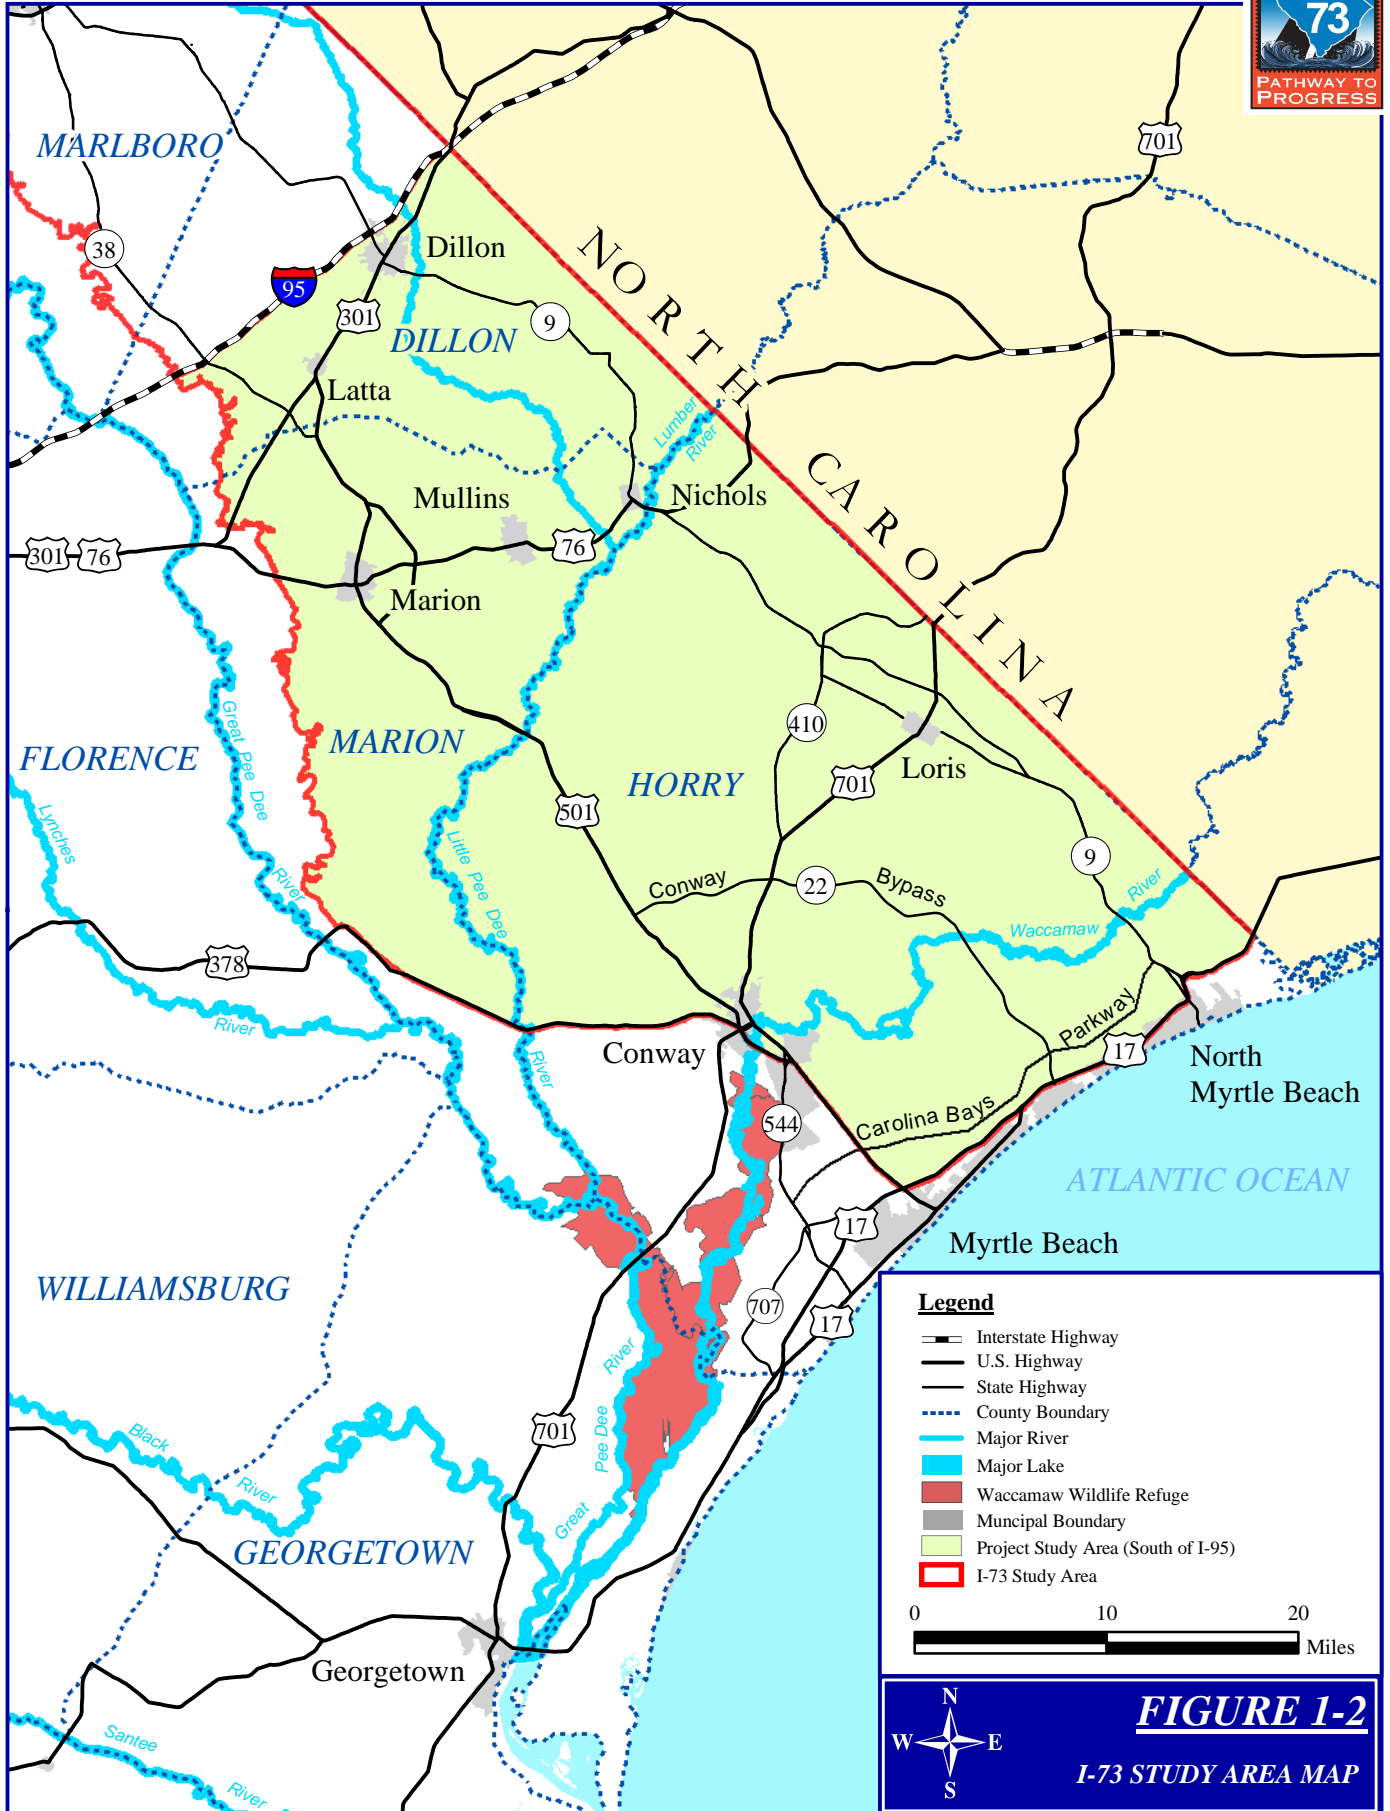 73
PATHWAY TO
PROGRESS
MARLBORO
701
38
Dillon
NORTH
95
301
9
DILLON
Latta
Lumber
River
CAROLINA
Mullins
Nichols
301
76
76
Marion
Great Pee Dee
River
FLORENCE
MARION
410
HORRY
Loris
701
501
Lynches
River
Little Pee Dee
River
9
Conway
22
Bypass
River
Waccamaw
378
Parkway
17
North
Myrtle Beach
Conway
544
Carolina Bays
ATLANTIC OCEAN
17
Myrtle Beach
WILLIAMSBURG
707
17
River
Pee Dee
Great
701
Black
River
GEORGETOWN
Georgetown
Santee
River
Legend
Interstate Highway
U.S. Highway
State Highway
County Boundary
Major River
Major Lake
Waccamaw Wildlife Refuge
Muncipal Boundary
Project Study Area (South of I-95)
I-73 Study Area
0 10 20
Miles
N
W E
S
FIGURE 1-2
I-73 STUDY AREA MAP